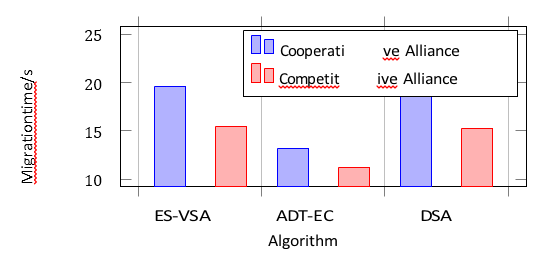 25
Cooperati ve Alliance
Competit ive Alliance
20
15
10
Migrationtime/s
ES-VSA ADT-EC DSA
Algorithm